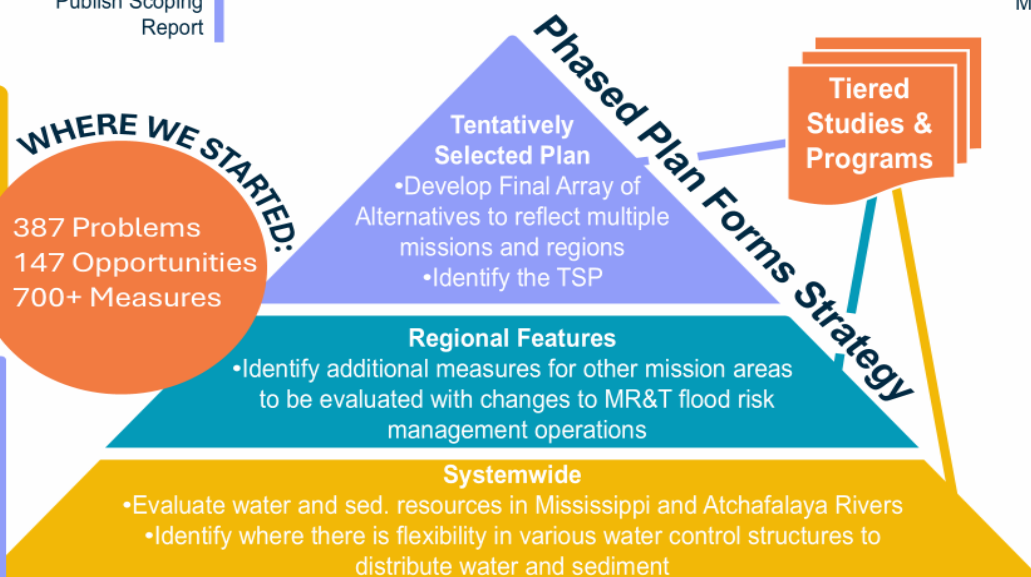 Publish Scoping
Report
M
WHERE WE STARTED:
387 Problems
147 Opportunities
700+ Measures
Phased Plan Forms Strategy
Tiered
Studies &
Programs
Tentatively
Selected Plan
•Develop Final Array of
Alternatives to reflect multiple
missions and regions
•Identify the TSP
Regional Features
•Identify additional measures for other mission areas
to be evaluated with changes to MR&T flood risk
management operations
Systemwide
•Evaluate water and sed. resources in Mississippi and Atchafalaya Rivers
•Identify where there is flexibility in various water control structures to
distribute water and sediment